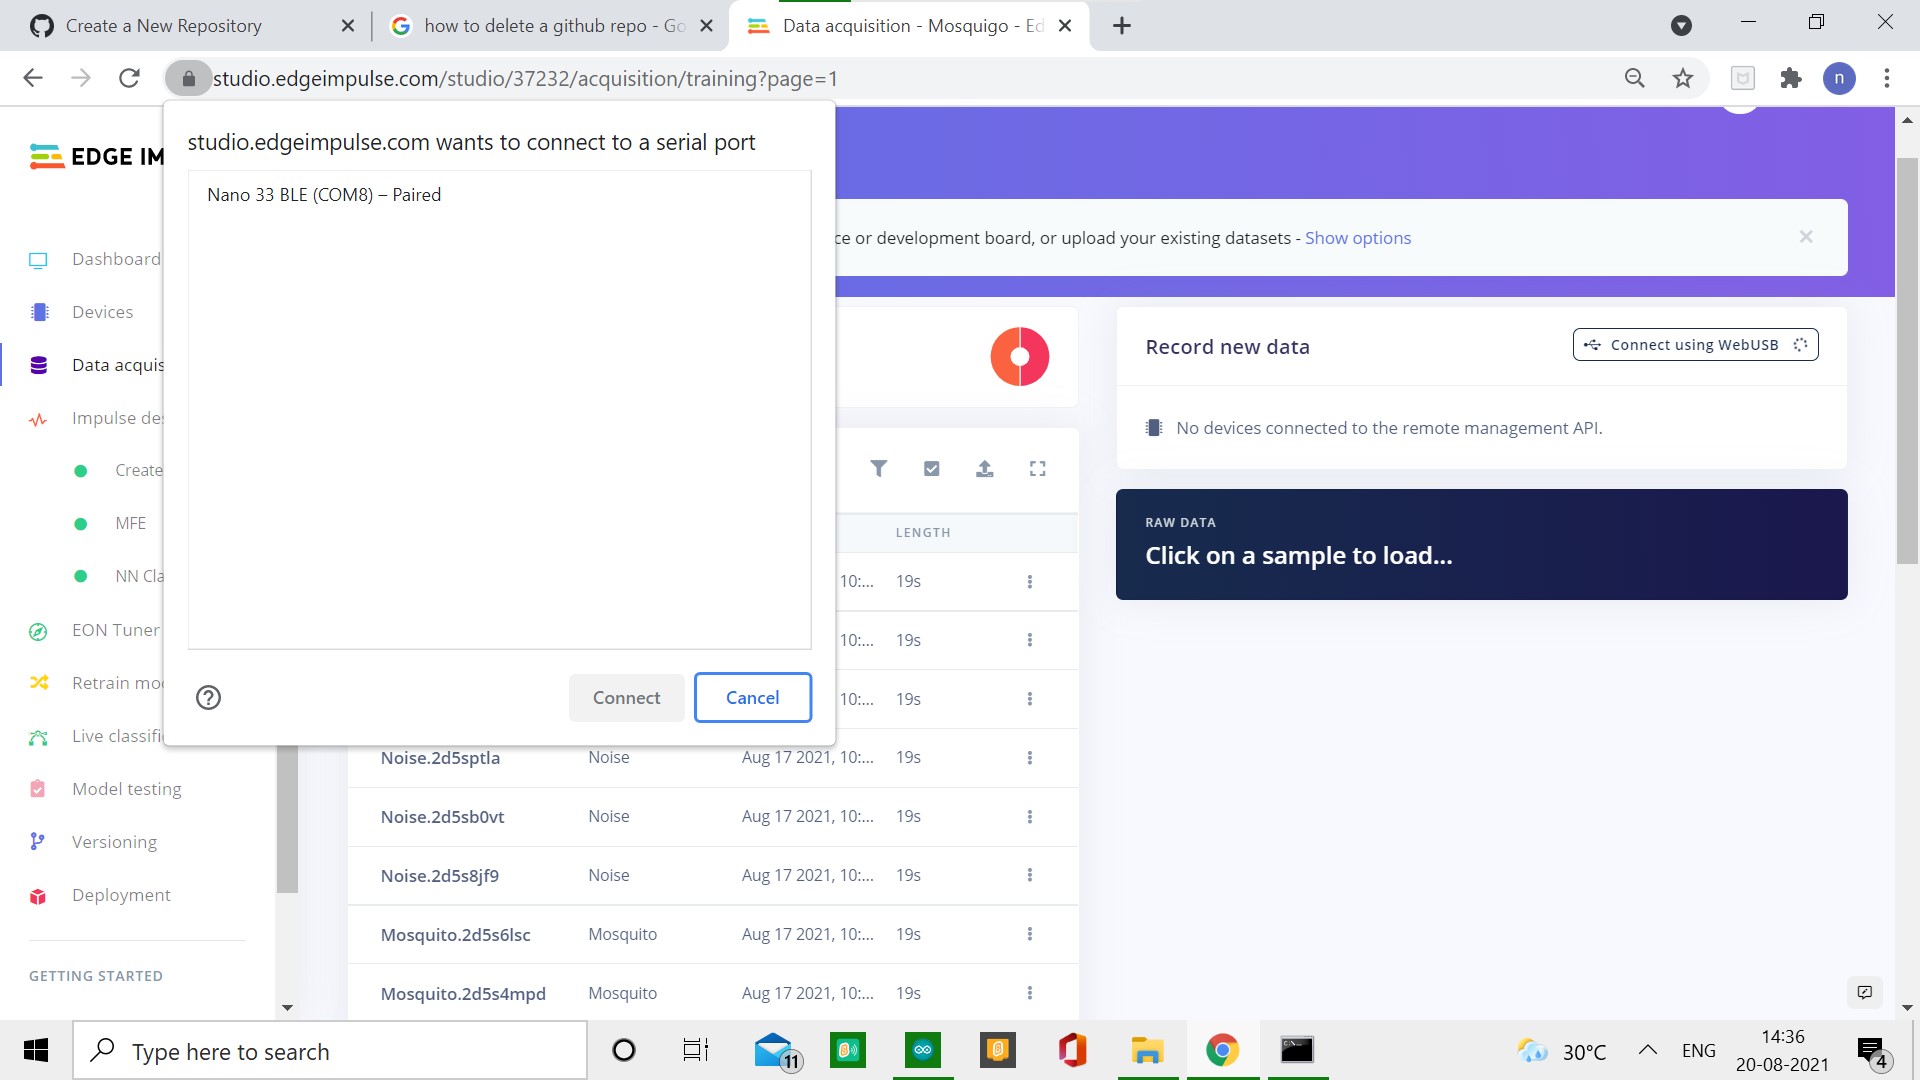 Create a New Repository
how to delete a github repo - Go
Data acquisition - Mosquigo - Ed
studio.edgeimpulse.com/studio/37232/acquisition/training?page=1
n
studio.edgeimpulse.com wants to connect to a serial port
Nano 33 BLE (COM8) – Paired
Connect
Cancel
EDGE IM
Dashboard
Devices
Data acquis
Impulse des
Create
MFE
NN Cla
EON Tuner
Retrain mod
Live classifi
Model testing
Versioning
Deployment
GETTING STARTED
ce or development board, or upload your existing datasets - Show options
Record new data
Connect using WebUSB
No devices connected to the remote management API.
RAW DATA
Click on a sample to load...
LENGTH
10:... 19s
10:... 19s
10:... 19s
Noise.2d5sptla Noise Aug 17 2021, 10:... 19s
Noise.2d5sb0vt Noise Aug 17 2021, 10:... 19s
Noise.2d5s8jf9 Noise Aug 17 2021, 10:... 19s
Mosquito.2d5s6lsc Mosquito Aug 17 2021, 10:... 19s
Mosquito.2d5s4mpd Mosquito Aug 17 2021, 10:... 19s
Type here to search
11
30°C
ENG
14:36
20-08-2021
4